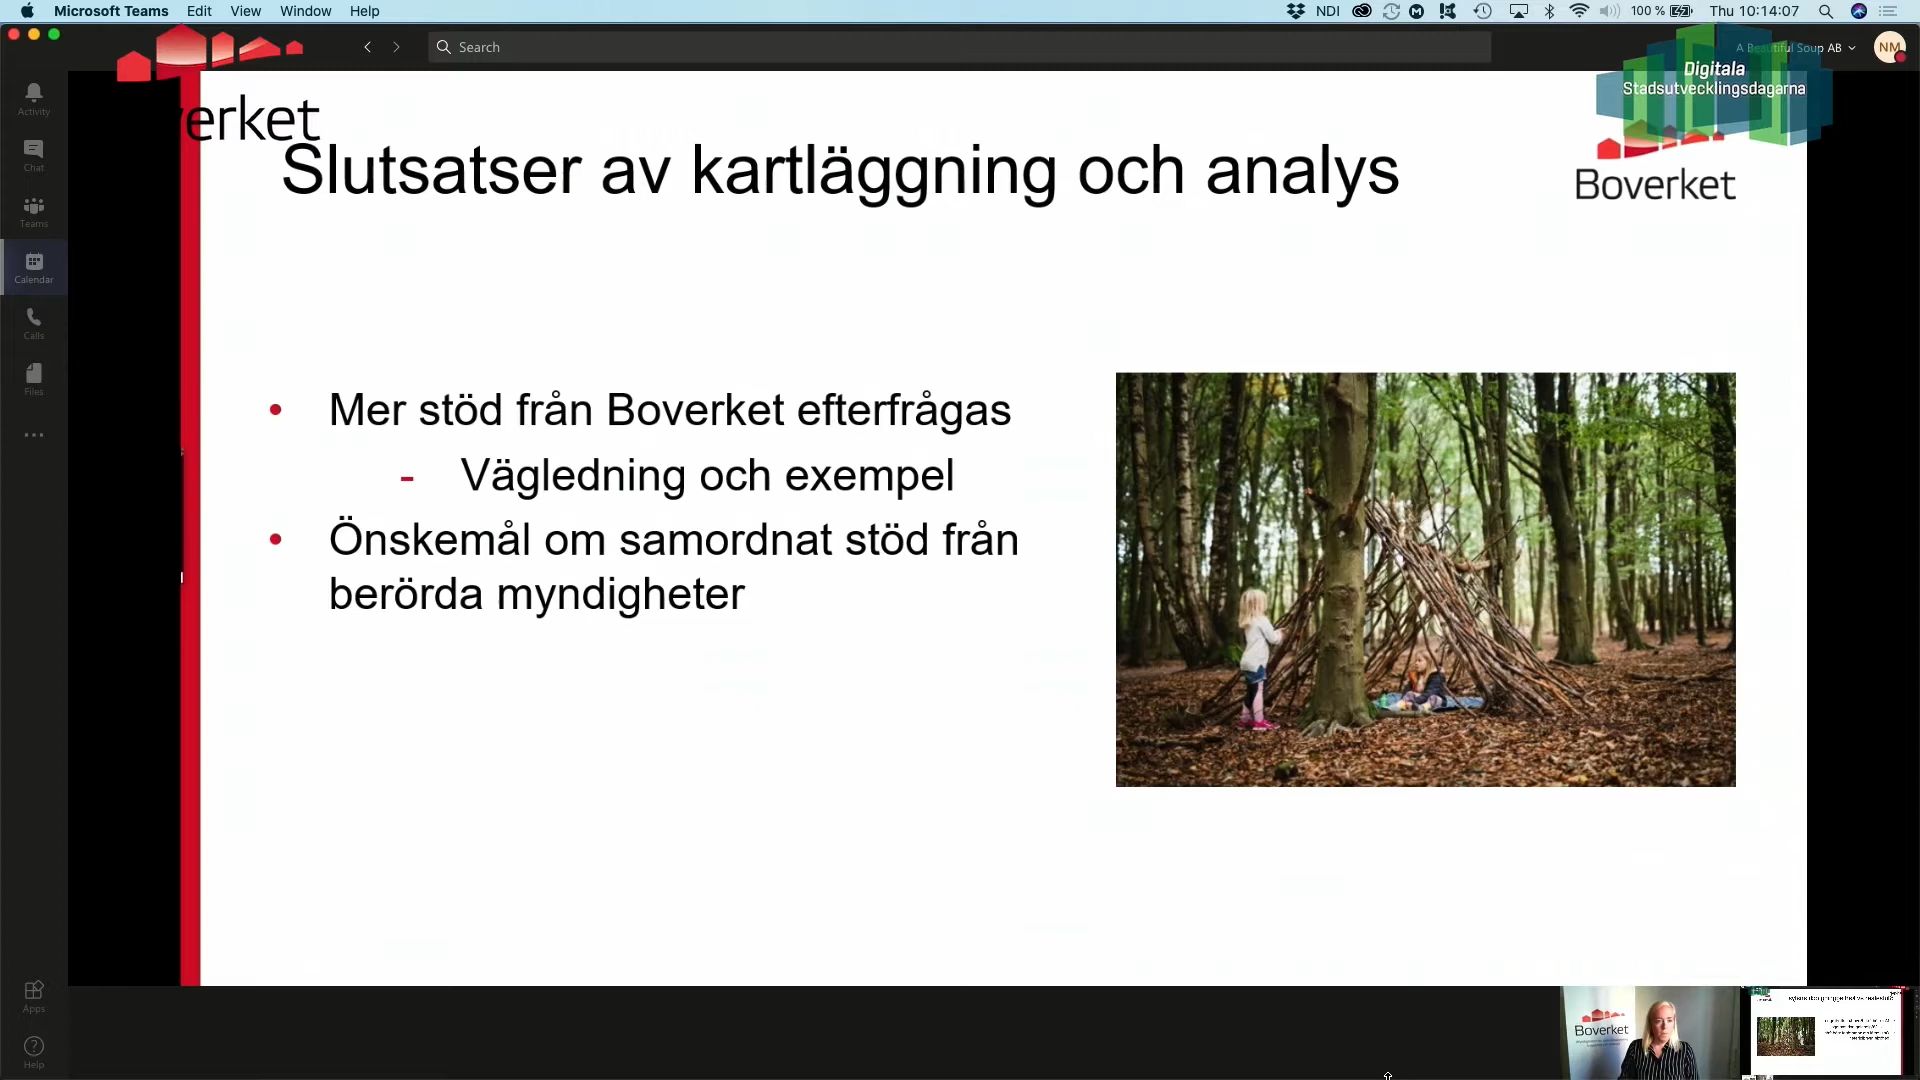 Microsoft Teams Edit View Window Help
NDI 100 % Thu 10:14:07
Search
A Beautiful Soup AB
NM
Digitala
Stadsutvecklingsdagarna
Activity
erket
Slutsatser av kartläggning och analys
Boverket
Chat
Teams
Calendar
Calls
Files
• Mer stöd från Boverket efterfrågas
- Vägledning och exempel
• Önskemål om samordnat stöd från
berörda myndigheter
Apps
Help
Boverket